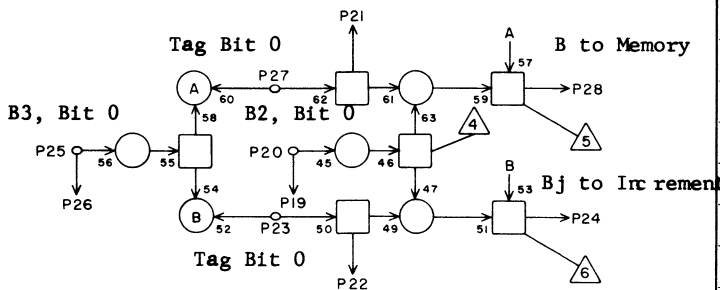 P21
Tag Bit 0
A
B to Memory
P27
57
A
60
62
61
59
P28
58
63
B3, Bit 0
B2, Bit 0
4
5
P25
56
55
P20
45
46
54
47
P26
P19
B
53
Bj to Increment
B
52
P23
50
49
51
P24
Tag Bit 0
P22
6